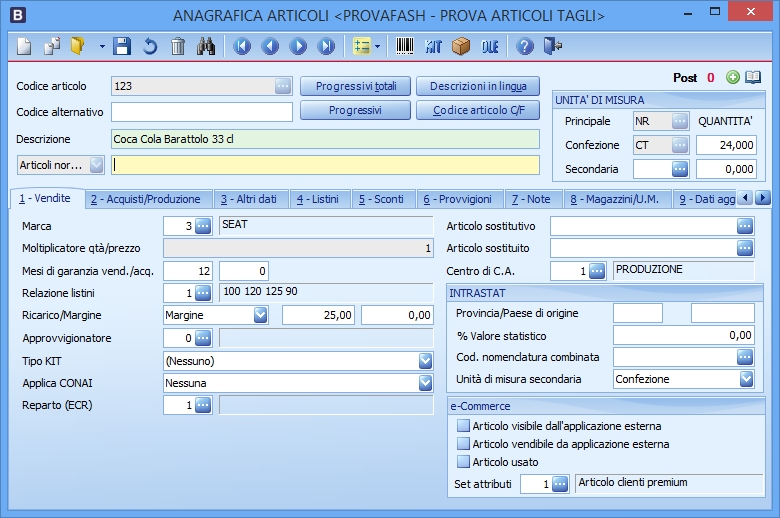 B ANAGRAFICA ARTICOLI <PROVAFASH - PROVA ARTICOLI TAGLI>
KIT OLE ?
Post 0
Codice articolo 123 Progressivi totali Descrizioni in lingua
Codice alternativo Progressivi Codice articolo C/F
Descrizione Coca Cola Barattolo 33 cl
Articoli nor...
UNITA' DI MISURA
Principale NR QUANTITA'
Confezione CT 24,000
Secondaria 0,000
1 - Vendite 2 - Acquisti/Produzione 3 - Altri dati 4 - Listini 5 - Sconti 6 - Provvigioni 7 - Note 8 - Magazzini/U.M. 9 - Dati agg
Marca 3 SEAT
Moltiplicatore qtà/prezzo 1
Mesi di garanzia vend./acq. 12 0
Relazione listini 1 100 120 125 90
Ricarico/Margine Margine 25,00 0,00
Approvvigionatore 0
Tipo KIT (Nessuno)
Applica CONAI Nessuna
Reparto (ECR) 1
Articolo sostitutivo
Articolo sostituito
Centro di C.A. 1 PRODUZIONE
INTRASTAT
Provincia/Paese di origine
% Valore statistico 0,00
Cod. nomenclatura combinata
Unità di misura secondaria Confezione
e-Commerce
Articolo visibile dall'applicazione esterna
Articolo vendibile da applicazione esterna
Articolo usato
Set attributi 1 Articolo clienti premium